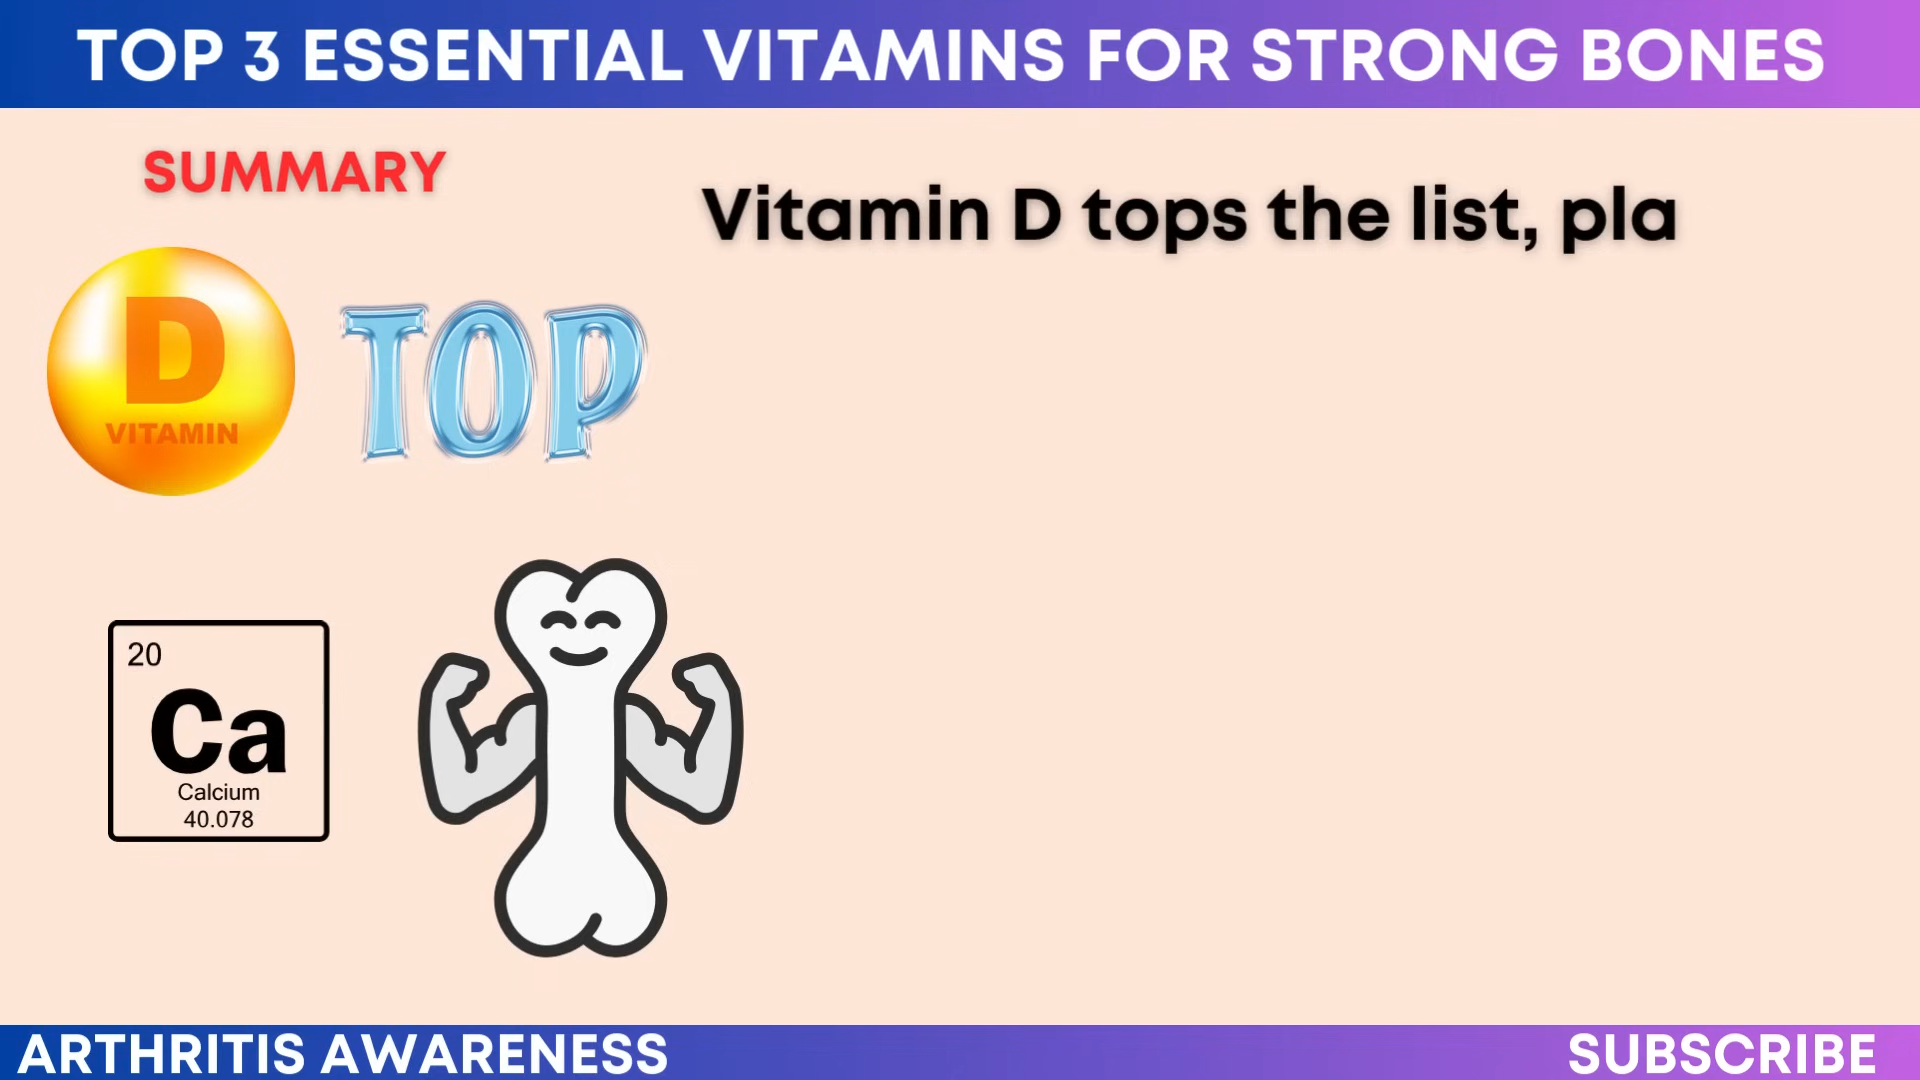 TOP 3 ESSENTIAL VITAMINS FOR STRONG BONES
SUMMARY
Vitamin D tops the list, pla
D
VITAMIN
TOP
20
Ca
Calcium
40.078
ARTHRITIS AWARENESS
SUBSCRIBE